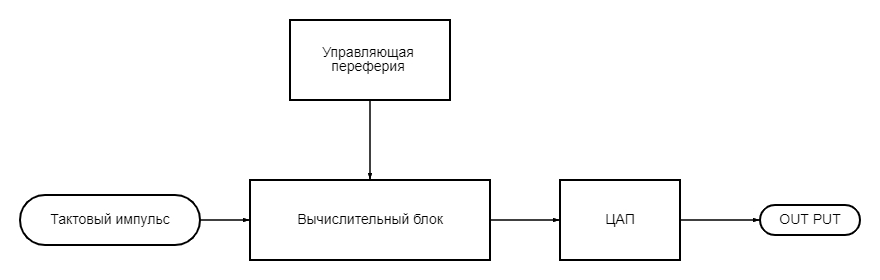 Управляющая
переферия
Тактовый импульс
Вычислительный блок
ЦАП
OUT PUT